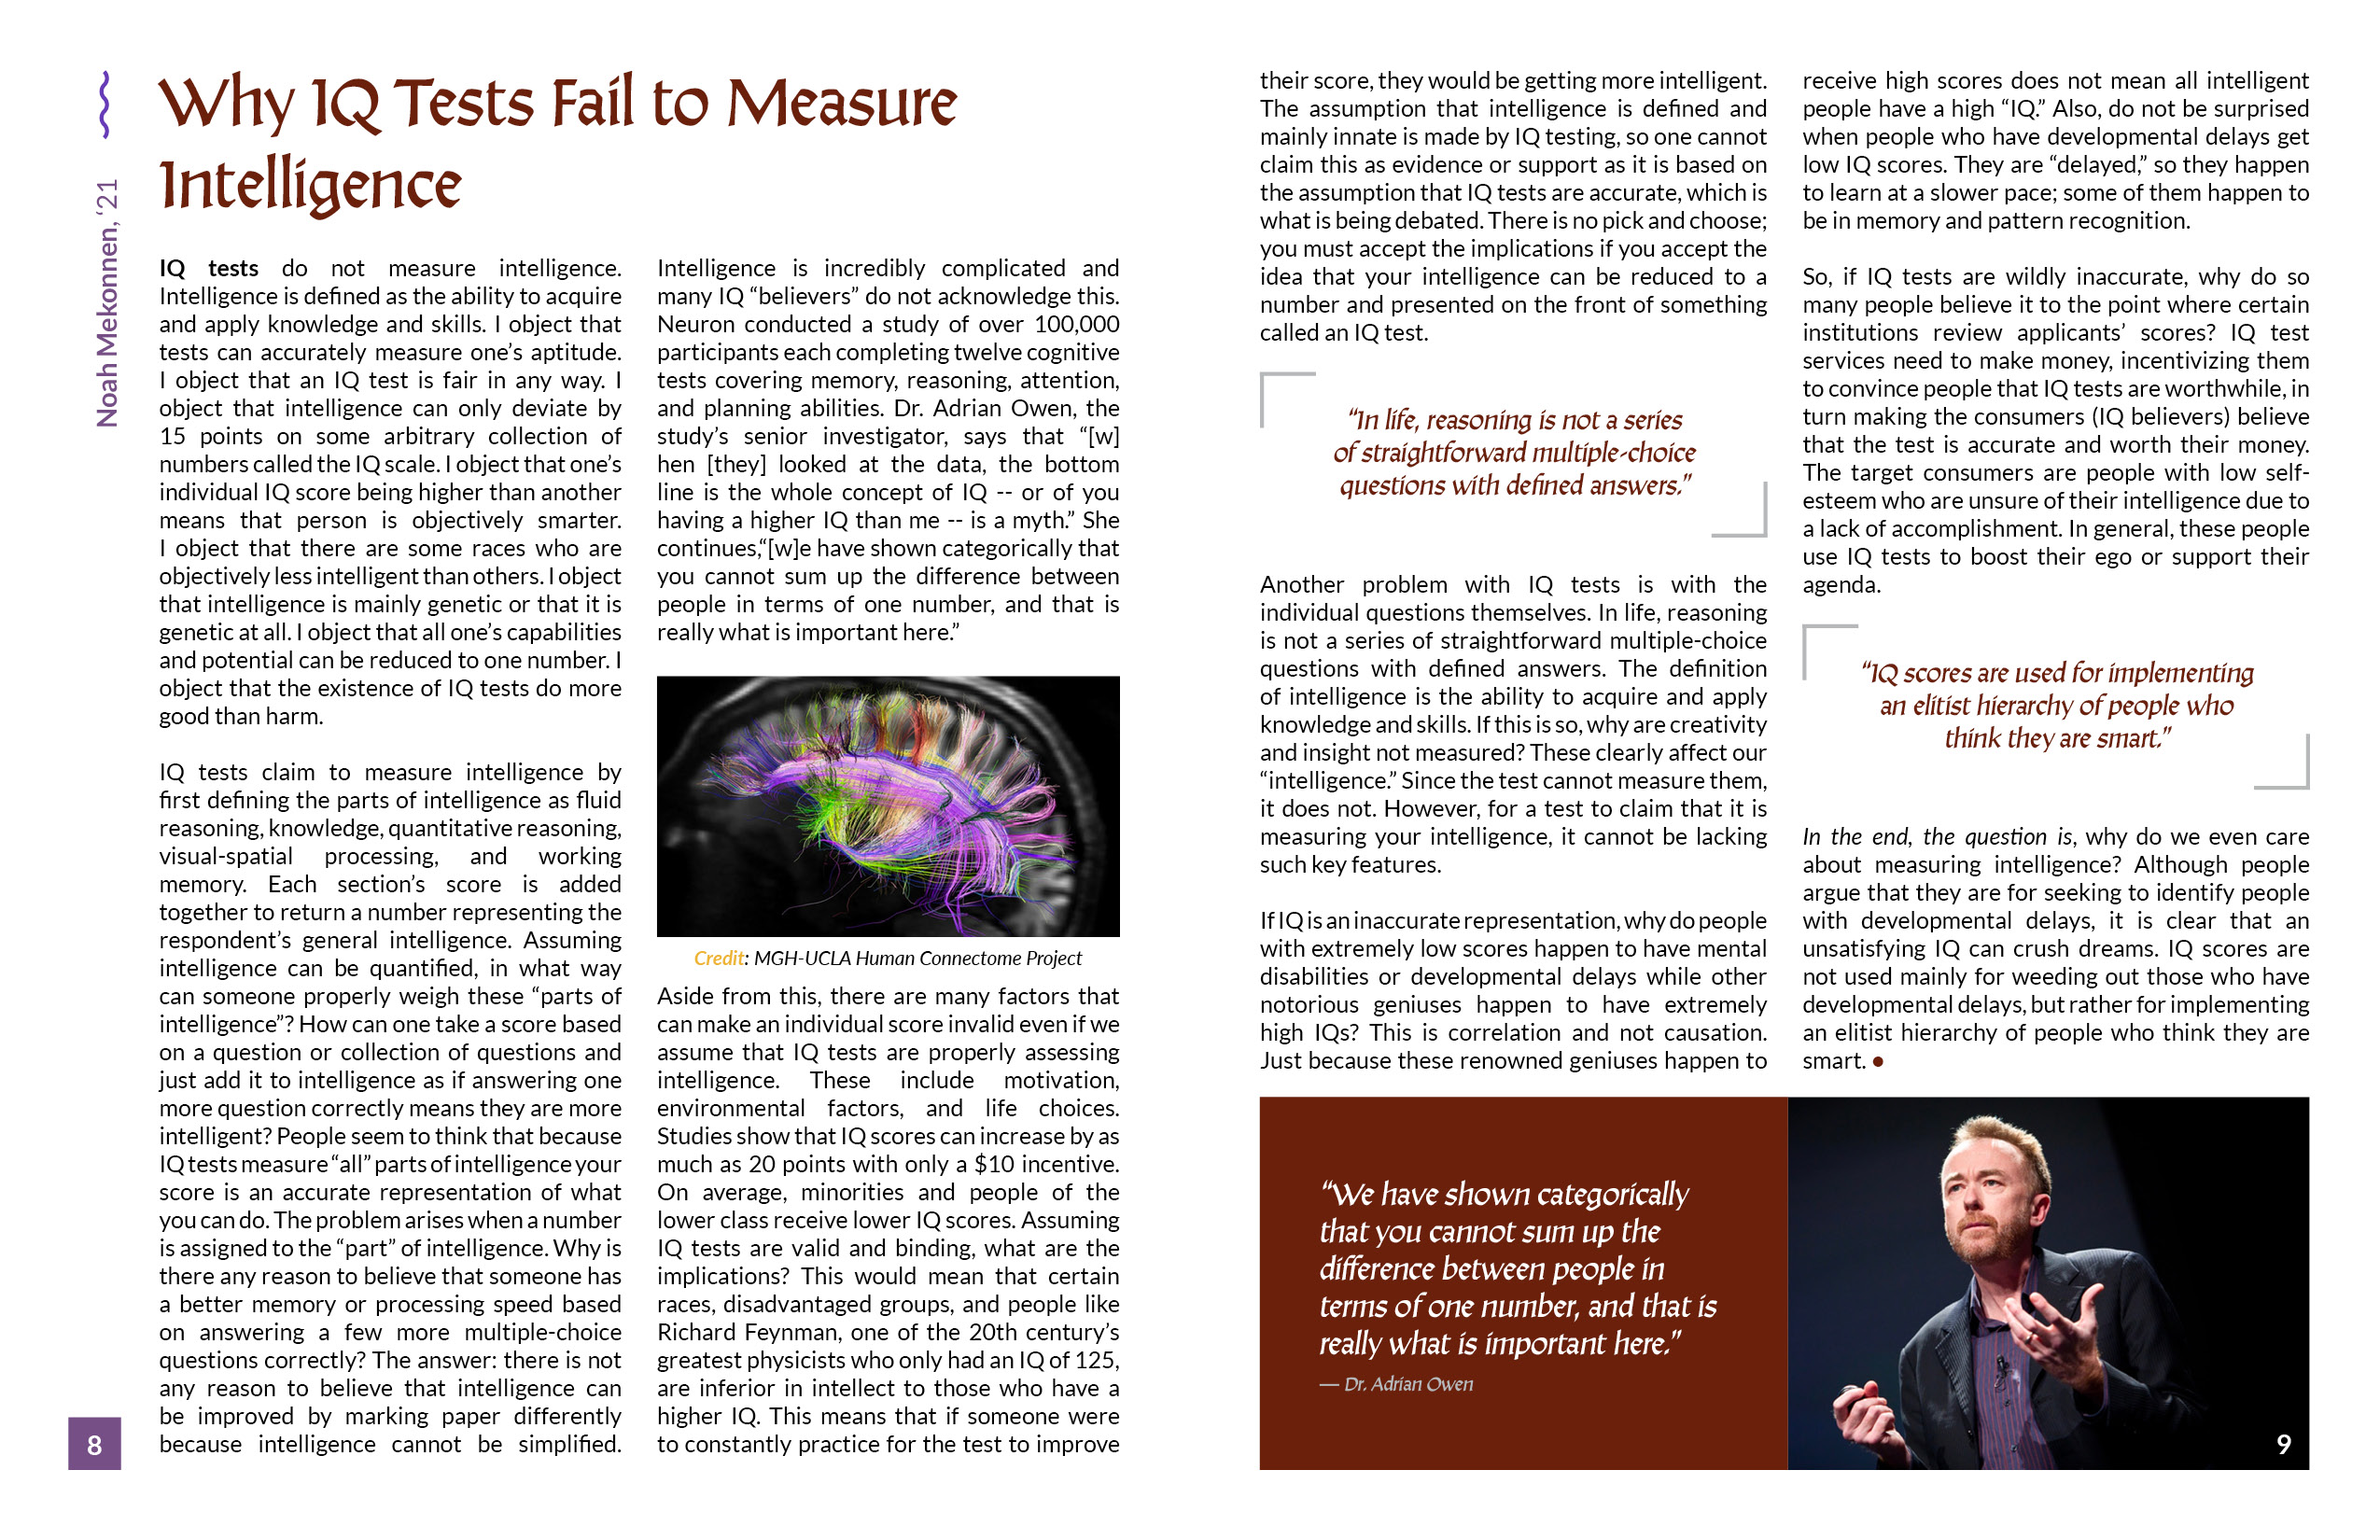 Why IQ Tests Fail to Measure
Intelligence
Noah Mekonnen, ‘21
IQ tests do not measure intelligence.
Intelligence is defined as the ability to acquire
and apply knowledge and skills. I object that
tests can accurately measure one’s aptitude.
I object that an IQ test is fair in any way. I
object that intelligence can only deviate by
15 points on some arbitrary collection of
numbers called the IQ scale. I object that one’s
individual IQ score being higher than another
means that person is objectively smarter.
I object that there are some races who are
objectively less intelligent than others. I object
that intelligence is mainly genetic or that it is
genetic at all. I object that all one’s capabilities
and potential can be reduced to one number. I
object that the existence of IQ tests do more
good than harm.
IQ tests claim to measure intelligence by
first defining the parts of intelligence as fluid
reasoning, knowledge, quantitative reasoning,
visual-spatial processing, and working
memory. Each section’s score is added
together to return a number representing the
respondent’s general intelligence. Assuming
intelligence can be quantified, in what way
can someone properly weigh these “parts of
intelligence”? How can one take a score based
on a question or collection of questions and
just add it to intelligence as if answering one
more question correctly means they are more
intelligent? People seem to think that because
IQ tests measure “all” parts of intelligence your
score is an accurate representation of what
you can do. The problem arises when a number
is assigned to the “part” of intelligence. Why is
there any reason to believe that someone has
a better memory or processing speed based
on answering a few more multiple-choice
questions correctly? The answer: there is not
any reason to believe that intelligence can
be improved by marking paper differently
because intelligence cannot be simplified.
Intelligence is incredibly complicated and
many IQ “believers” do not acknowledge this.
Neuron conducted a study of over 100,000
participants each completing twelve cognitive
tests covering memory, reasoning, attention,
and planning abilities. Dr. Adrian Owen, the
study’s senior investigator, says that “[w]
hen [they] looked at the data, the bottom
line is the whole concept of IQ -- or of you
having a higher IQ than me -- is a myth.” She
continues,“[w]e have shown categorically that
you cannot sum up the difference between
people in terms of one number, and that is
really what is important here.”
Credit: MGH-UCLA Human Connectome Project
Aside from this, there are many factors that
can make an individual score invalid even if we
assume that IQ tests are properly assessing
intelligence. These include motivation,
environmental factors, and life choices.
Studies show that IQ scores can increase by as
much as 20 points with only a $10 incentive.
On average, minorities and people of the
lower class receive lower IQ scores. Assuming
IQ tests are valid and binding, what are the
implications? This would mean that certain
races, disadvantaged groups, and people like
Richard Feynman, one of the 20th century’s
greatest physicists who only had an IQ of 125,
are inferior in intellect to those who have a
higher IQ. This means that if someone were
to constantly practice for the test to improve
8
their score, they would be getting more intelligent.
The assumption that intelligence is defined and
mainly innate is made by IQ testing, so one cannot
claim this as evidence or support as it is based on
the assumption that IQ tests are accurate, which is
what is being debated. There is no pick and choose;
you must accept the implications if you accept the
idea that your intelligence can be reduced to a
number and presented on the front of something
called an IQ test.
“In life, reasoning is not a series
of straightforward multiple-choice
questions with defined answers.”
Another problem with IQ tests is with the
individual questions themselves. In life, reasoning
is not a series of straightforward multiple-choice
questions with defined answers. The definition
of intelligence is the ability to acquire and apply
knowledge and skills. If this is so, why are creativity
and insight not measured? These clearly affect our
“intelligence.” Since the test cannot measure them,
it does not. However, for a test to claim that it is
measuring your intelligence, it cannot be lacking
such key features.
If IQ is an inaccurate representation, why do people
with extremely low scores happen to have mental
disabilities or developmental delays while other
notorious geniuses happen to have extremely
high IQs? This is correlation and not causation.
Just because these renowned geniuses happen to
receive high scores does not mean all intelligent
people have a high “IQ.” Also, do not be surprised
when people who have developmental delays get
low IQ scores. They are “delayed,” so they happen
to learn at a slower pace; some of them happen to
be in memory and pattern recognition.
So, if IQ tests are wildly inaccurate, why do so
many people believe it to the point where certain
institutions review applicants’ scores? IQ test
services need to make money, incentivizing them
to convince people that IQ tests are worthwhile, in
turn making the consumers (IQ believers) believe
that the test is accurate and worth their money.
The target consumers are people with low self-
esteem who are unsure of their intelligence due to
a lack of accomplishment. In general, these people
use IQ tests to boost their ego or support their
agenda.
“IQ scores are used for implementing
an elitist hierarchy of people who
think they are smart.”
In the end, the question is, why do we even care
about measuring intelligence? Although people
argue that they are for seeking to identify people
with developmental delays, it is clear that an
unsatisfying IQ can crush dreams. IQ scores are
not used mainly for weeding out those who have
developmental delays, but rather for implementing
an elitist hierarchy of people who think they are
smart. •
“We have shown categorically
that you cannot sum up the
difference between people in
terms of one number, and that is
really what is important here.”
— Dr. Adrian Owen
9